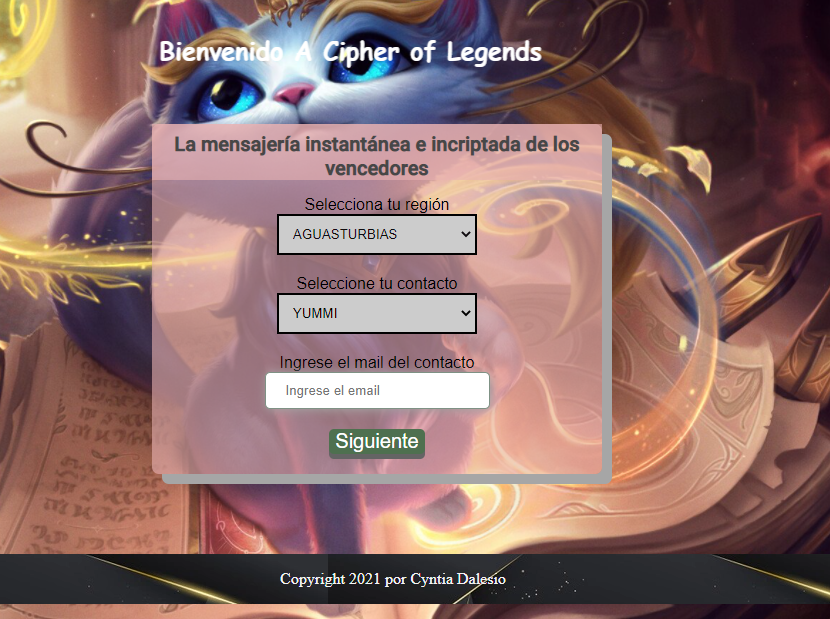 Bienvenido A Cipher of Legends
La mensajería instantánea e incriptada de los
vencedores
Selecciona tu región
AGUASTURBIAS
Seleccione tu contacto
YUMMI
Ingrese el mail del contacto
Ingrese el email
Siguiente
Copyright 2021 por Cyntia Dalesio